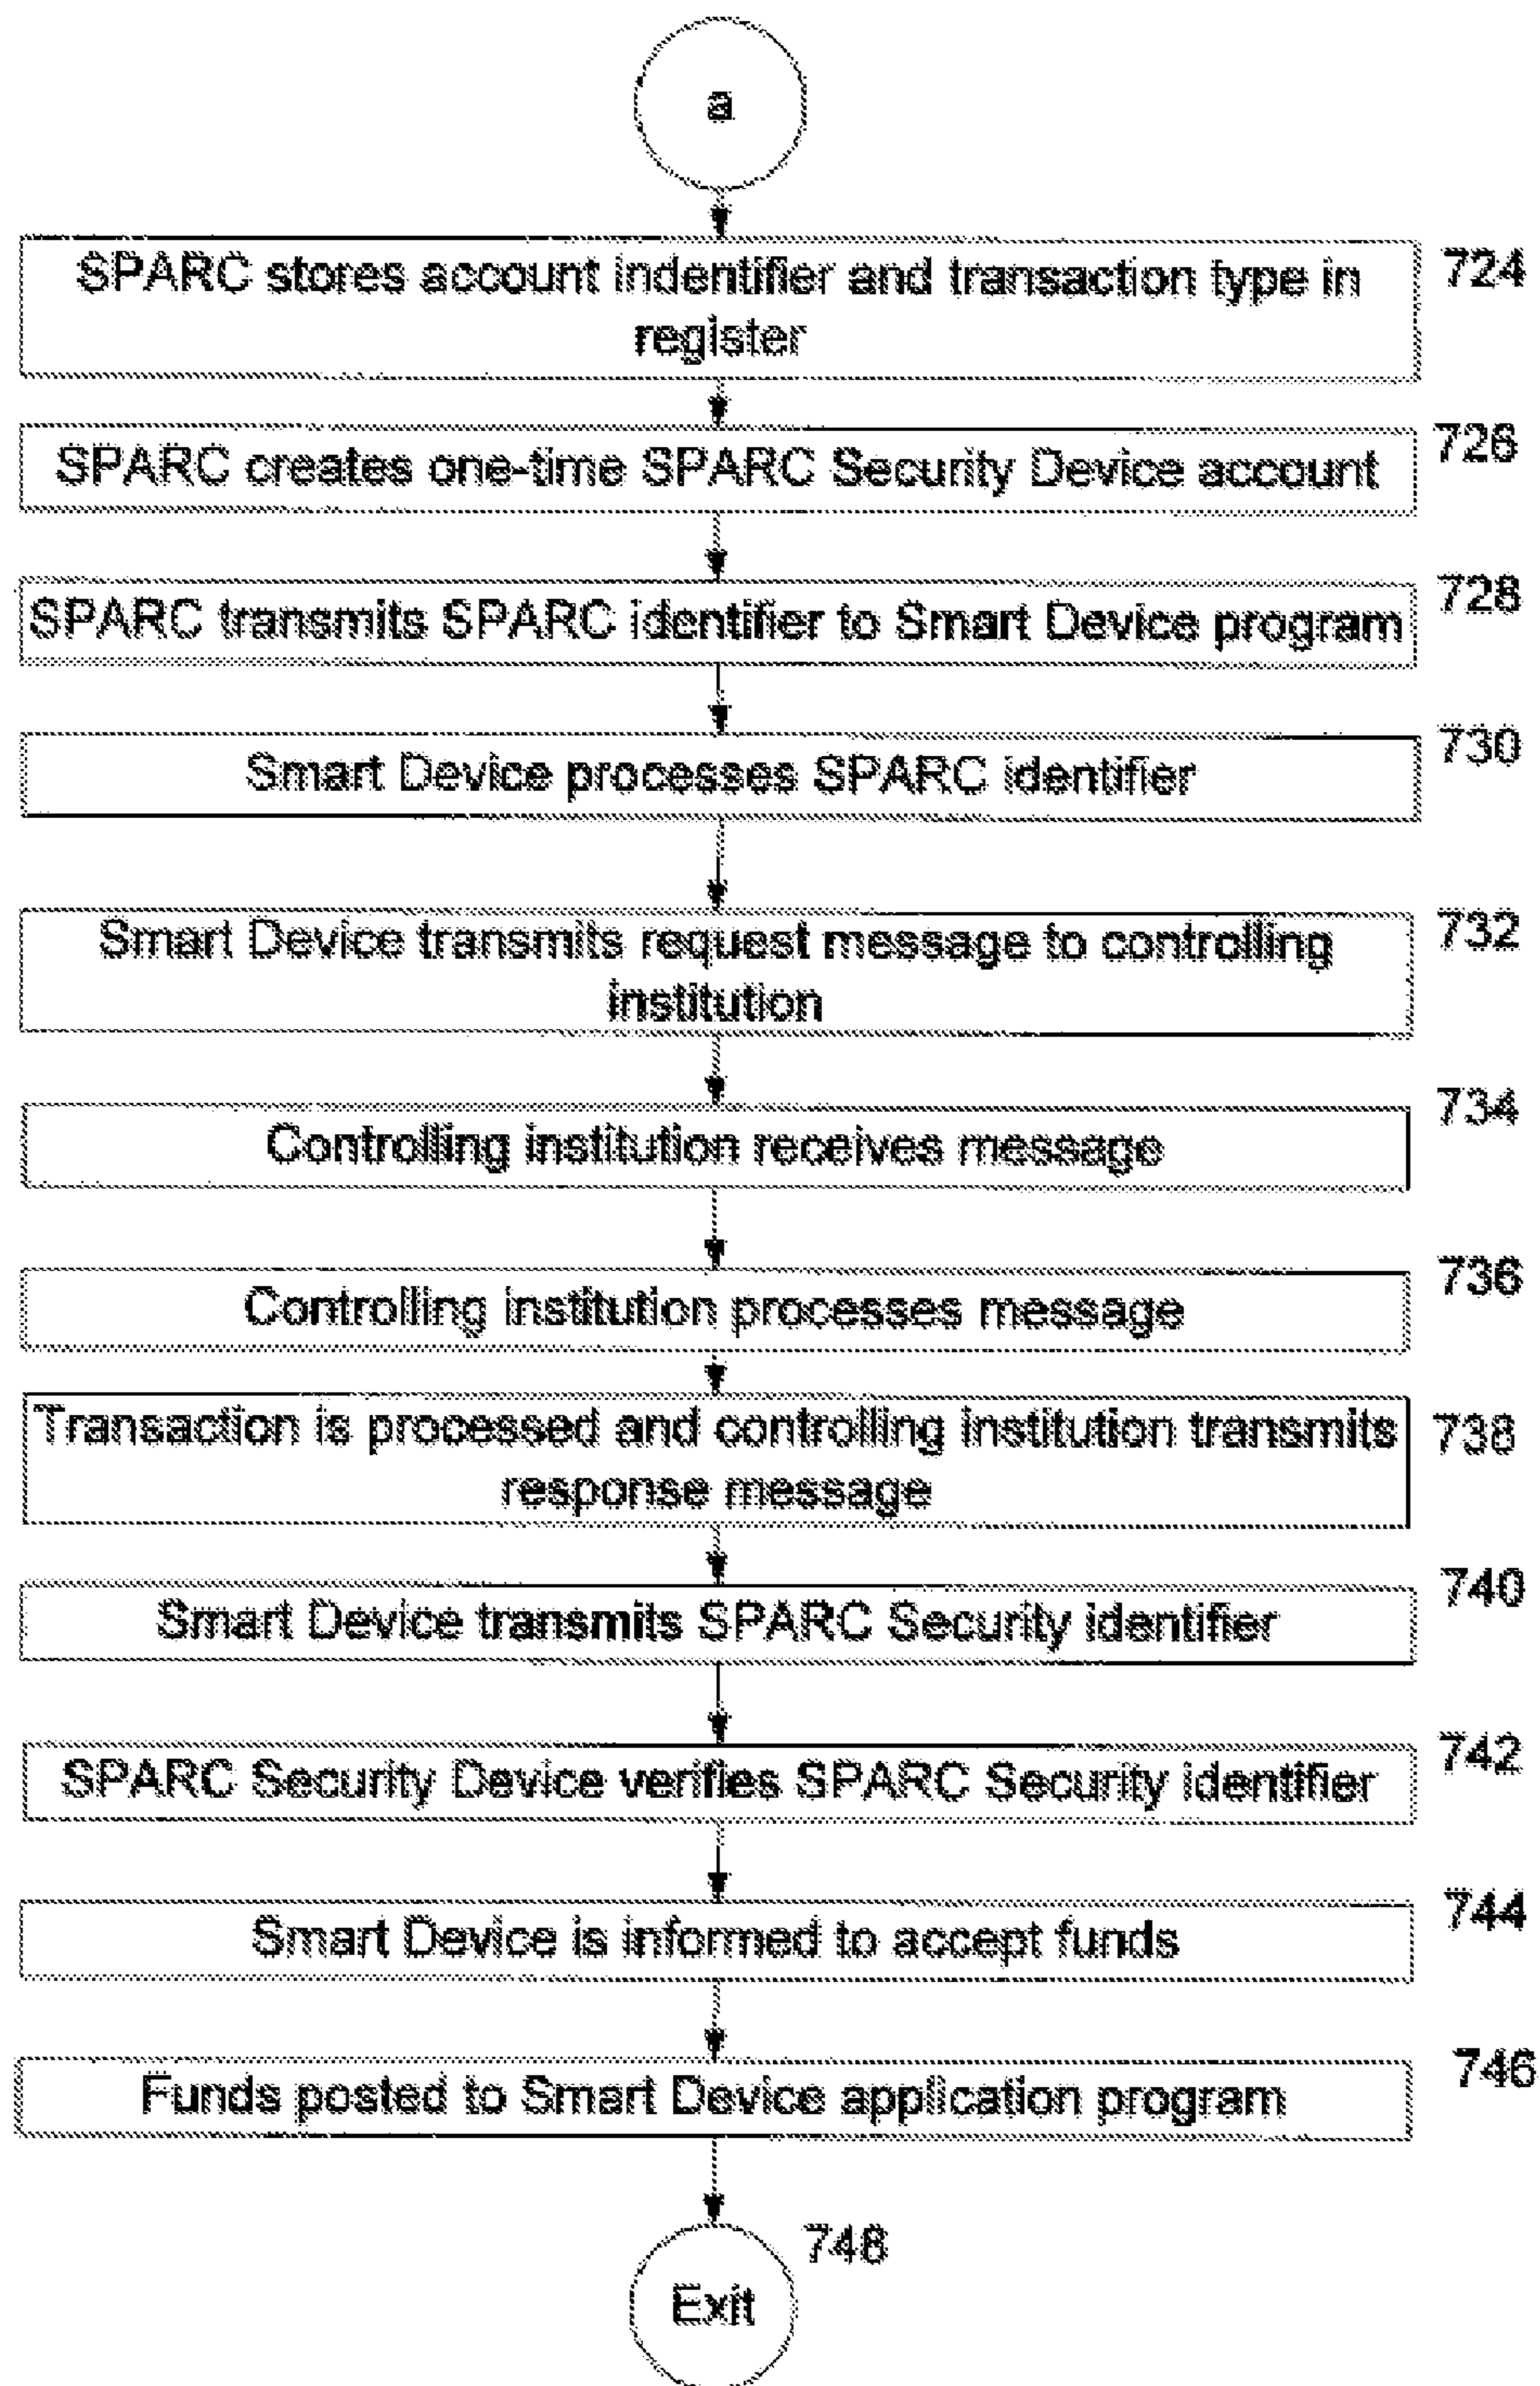 a
SPARC stores account indentifier and transaction type in
register
724
SPARC creates one-time SPARC Security Device account
726
SPARC transmits SPARC identifier to Smart Device program
728
Smart Device processes SPARC identifier
730
Smart Device transmits request message to controlling
institution
732
Controlling institution receives message
734
Controlling institution processes message
736
Transaction is processed and controlling institution transmits
response message
738
Smart Device transmits SPARC Security identifier
740
SPARC Security Device verifies SPARC Security identifier
742
Smart Device is informed to accept funds
744
Funds posted to Smart Device application program
746
748
Exit